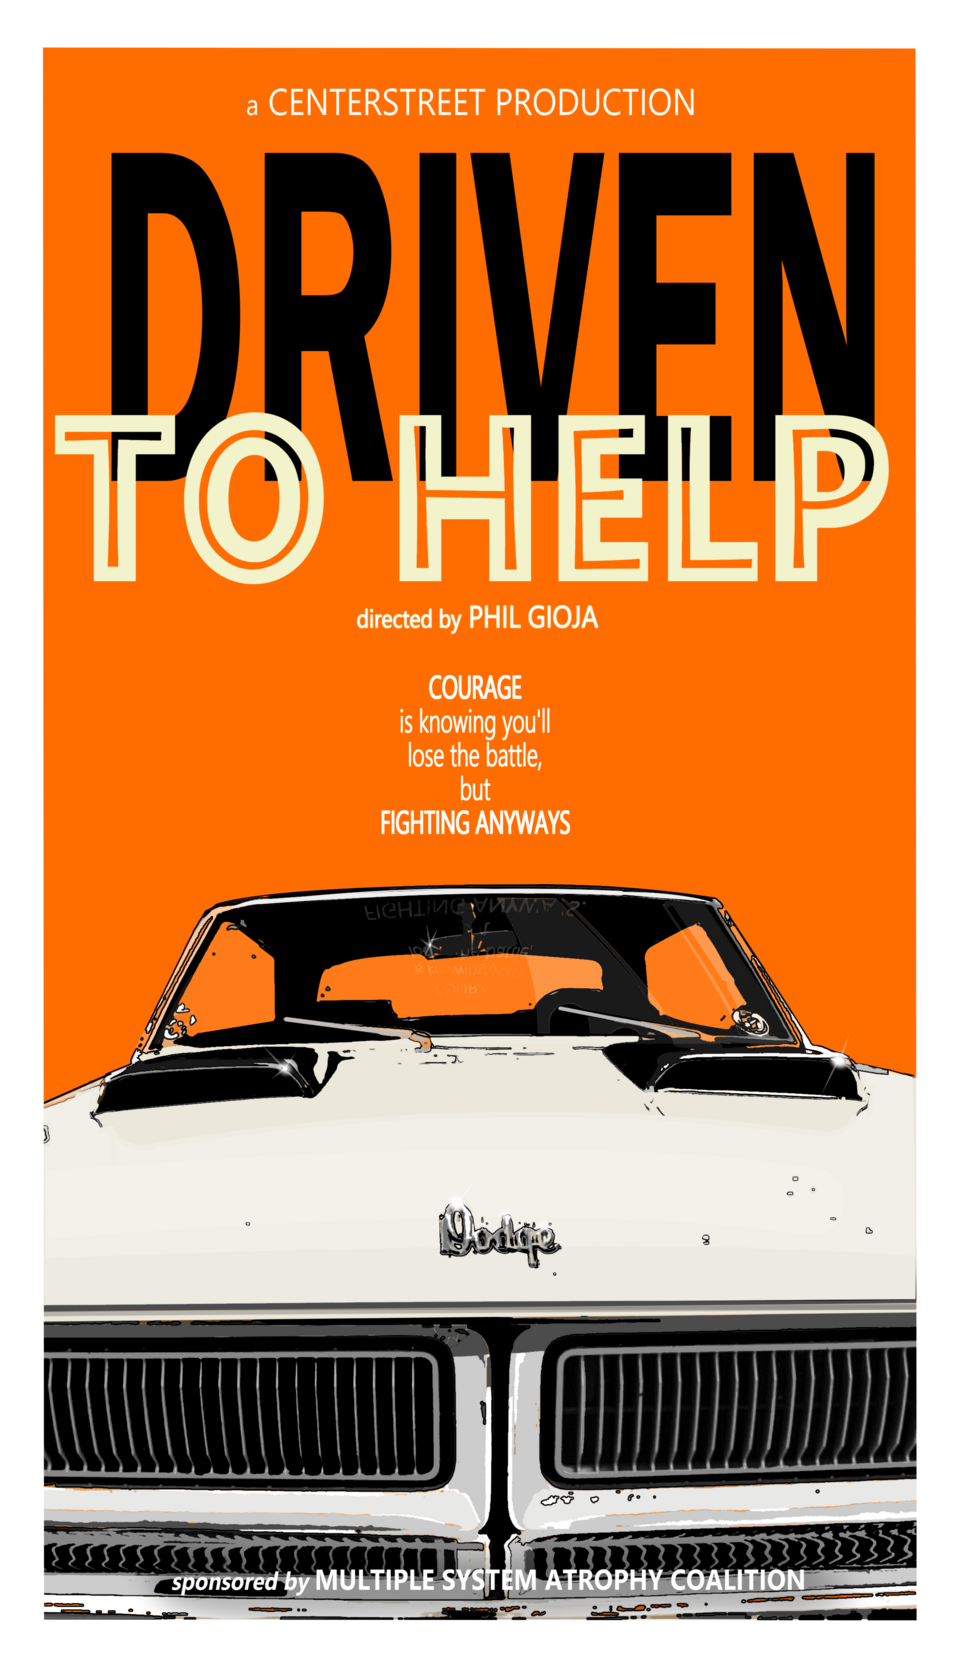 a CENTERSTREET PRODUCTION
DRIVEN
TO HELP
directed by PHIL GIOJA
COURAGE
is knowing you'll
lose the battle,
but
FIGHTING ANYWAYS
Dodge
sponsored by MULTIPLE SYSTEM ATROPHY COALITION